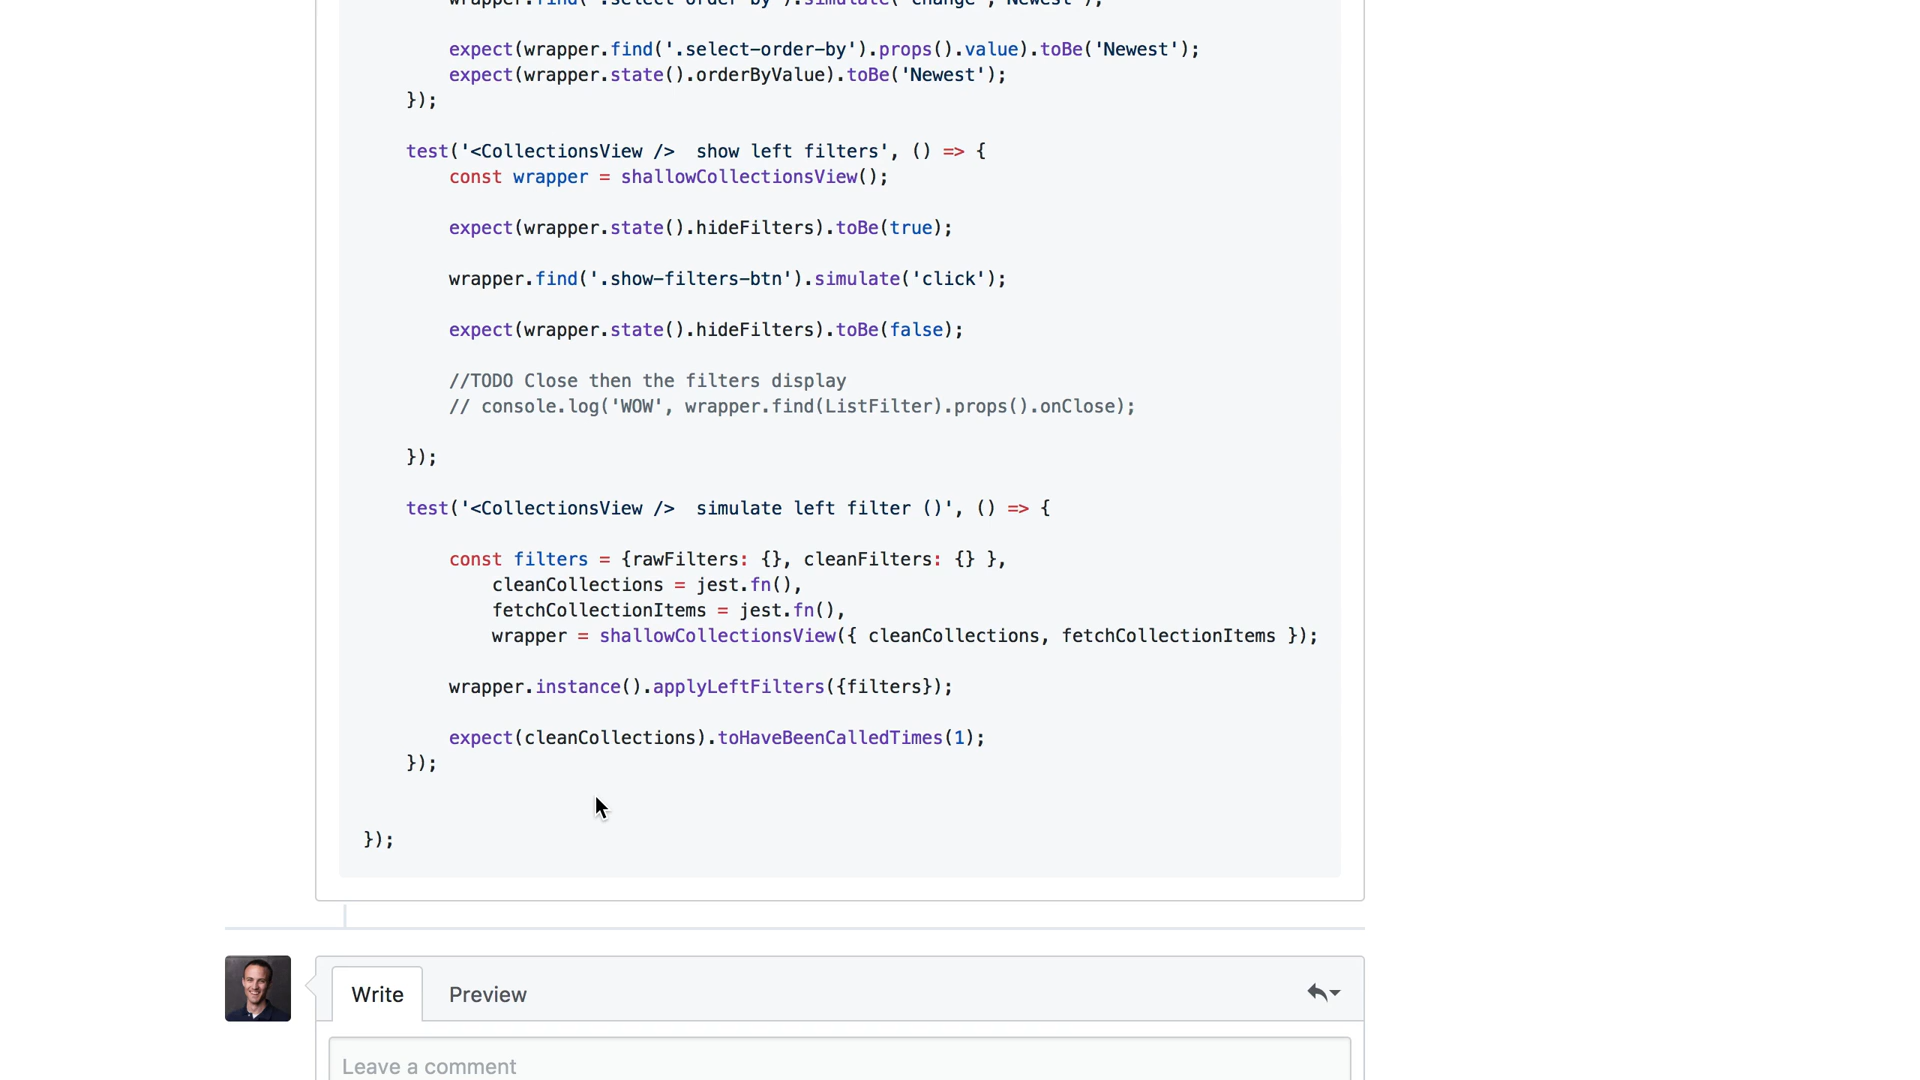 expect(wrapper.find('.select-order-by').props().value).toBe('Newest');
expect(wrapper.state().orderByValue).toBe('Newest');
});
test('<CollectionsView />  show left filters', () => {
const wrapper = shallowCollectionsView();
expect(wrapper.state().hideFilters).toBe(true);
wrapper.find('.show-filters-btn').simulate('click');
expect(wrapper.state().hideFilters).toBe(false);
//TODO Close then the filters display
// console.log('WOW', wrapper.find(ListFilter).props().onClose);
});
test('<CollectionsView />  simulate left filter ()', () => {
const filters = {rawFilters: {}, cleanFilters: {} },
cleanCollections = jest.fn(),
fetchCollectionItems = jest.fn(),
wrapper = shallowCollectionsView({ cleanCollections, fetchCollectionItems });
wrapper.instance().applyLeftFilters({filters});
expect(cleanCollections).toHaveBeenCalledTimes(1);
});
});
Write
Preview
Leave a comment